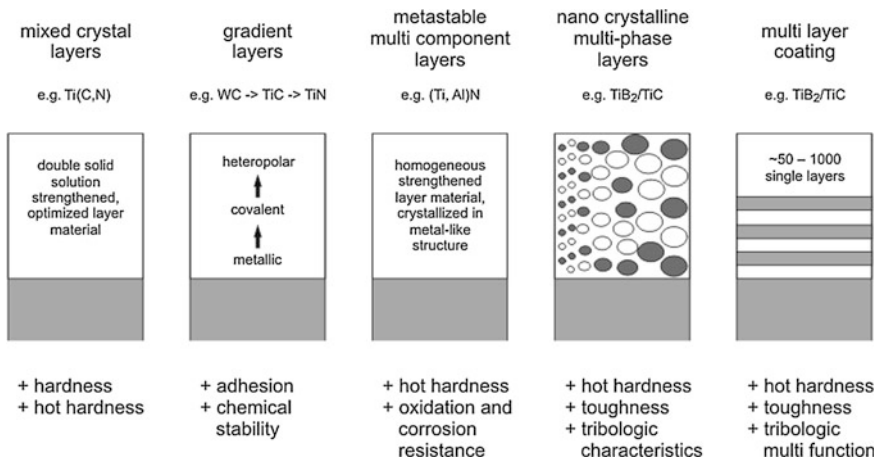 mixed crystal
layers
e.g. Ti(C,N)
double solid
solution
strengthened,
optimized layer
material
+ hardness
+ hot hardness
gradient
layers
e.g. WC -> TiC -> TiN
heteropolar
covalent
metallic
+ adhesion
+ chemical
stability
metastable
multi component
layers
e.g. (Ti, Al)N
homogeneous
strengthened
layer material,
crystallized in
metal-like
structure
+ hot hardness
+ oxidation and
corrosion
resistance
nano crystalline
multi-phase
layers
e.g. TiB₂/TiC
+ hot hardness
+ toughness
+ tribologic
characteristics
multi layer
coating
e.g. TiB₂/TiC
~50 – 1000
single layers
+ hot hardness
+ toughness
+ tribologic
multi function